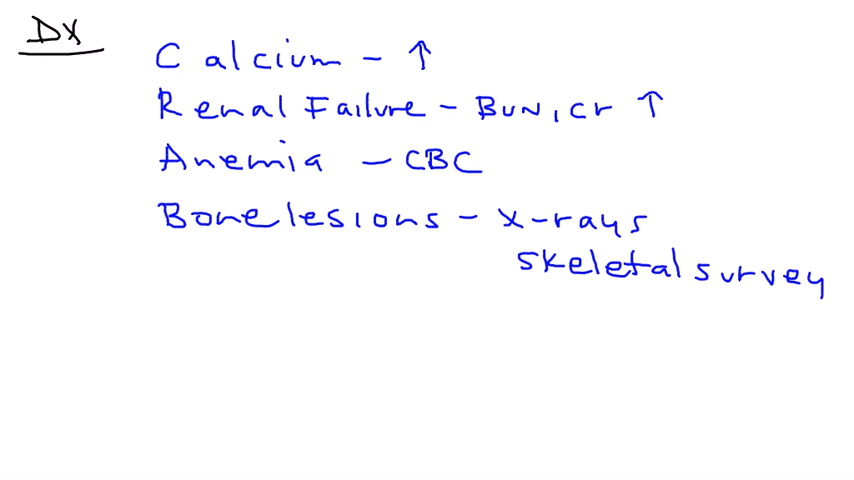 DX
Calcium - ↑
Renal Failure - BUN, Cr ↑
Anemia - CBC
Bone lesions - x-rays
skeletal survey